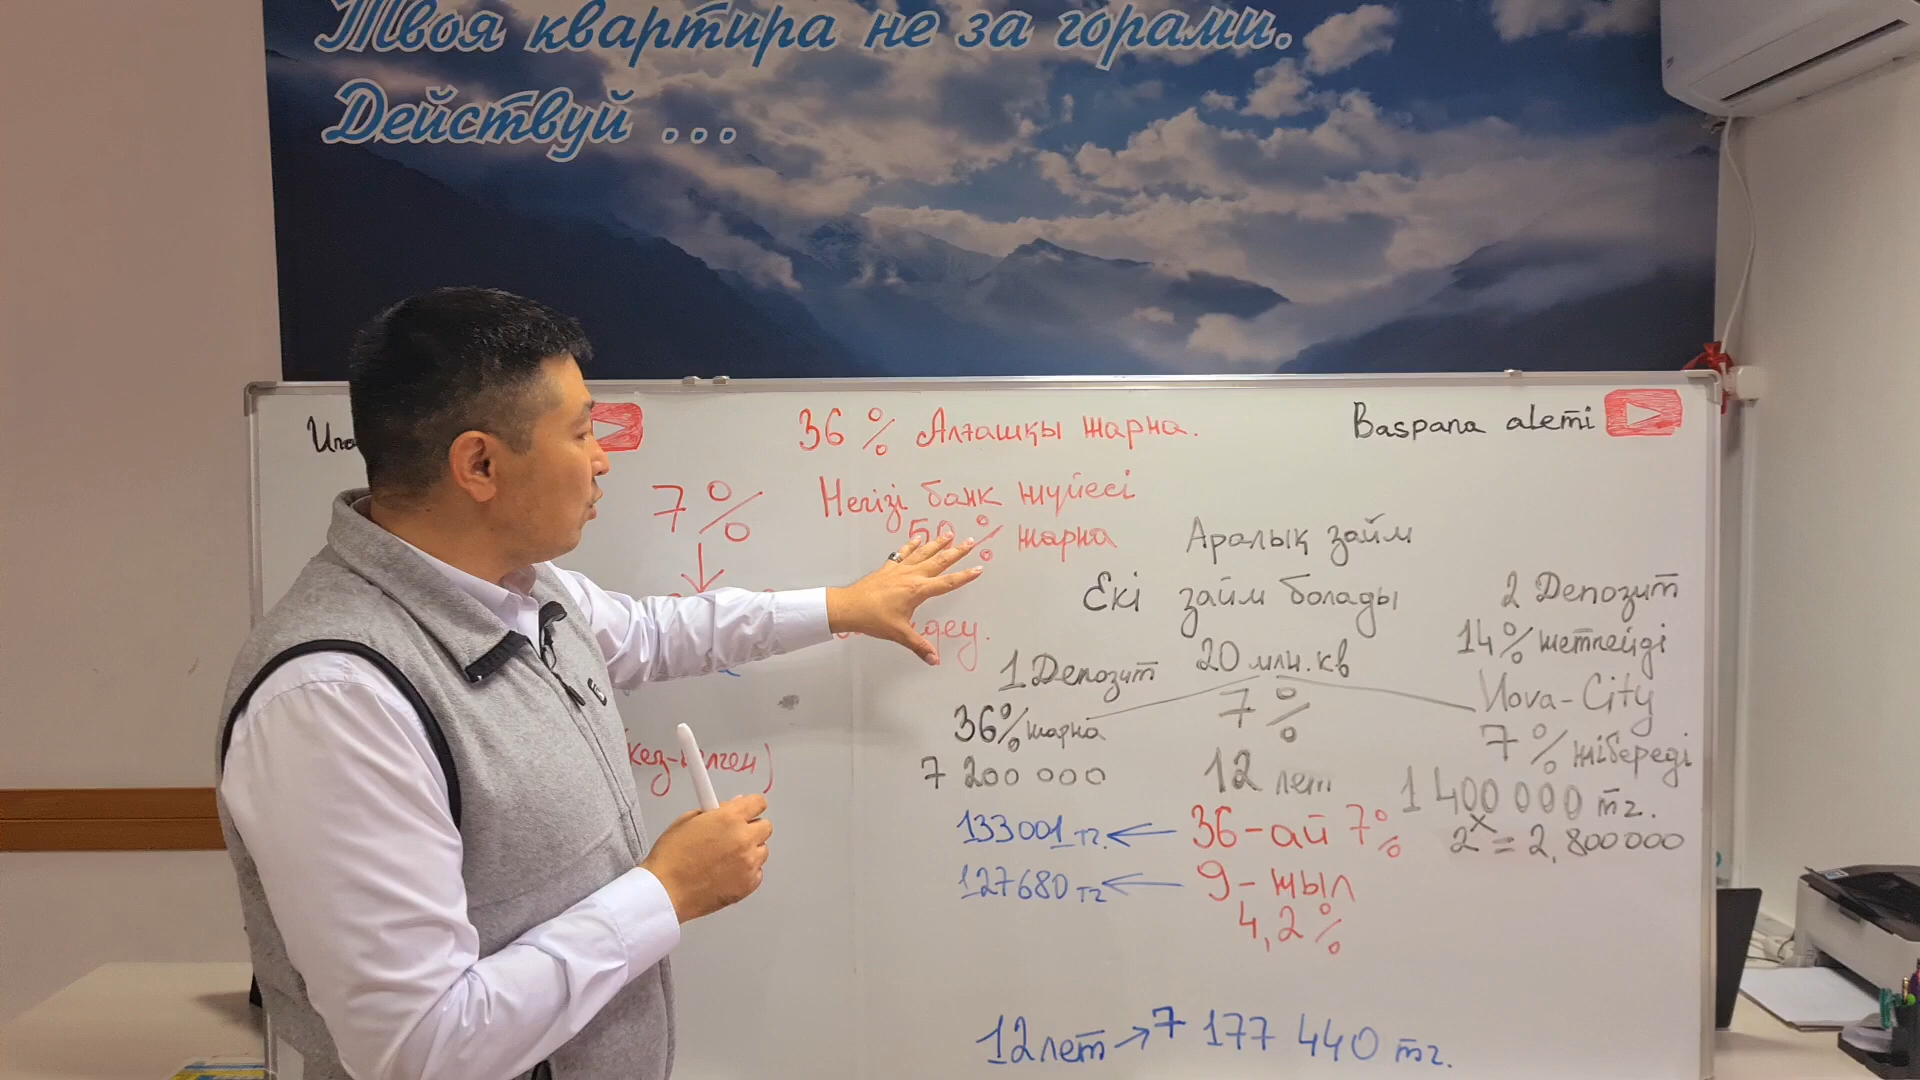 Твоя квартира не за горами.
Действуй ...
36 % Алғашқы жарна.
Baspana alemi
7 %
Негізі банк жүйесі
50 % жарна
Аралық займ
Екі займ болады
2 Депозит
14% жетпейді
1 Депозит
20 млн. кв
Nova-City
36% жарна
7 %
7 % жібереді
7 200 000
12 лет
1 400 000 тг.
133001 тг.
36-ай 7%
2 x = 2,800 000
127680 тг
9-жыл
4,2 %
12 лет → 7 177 440 тг.